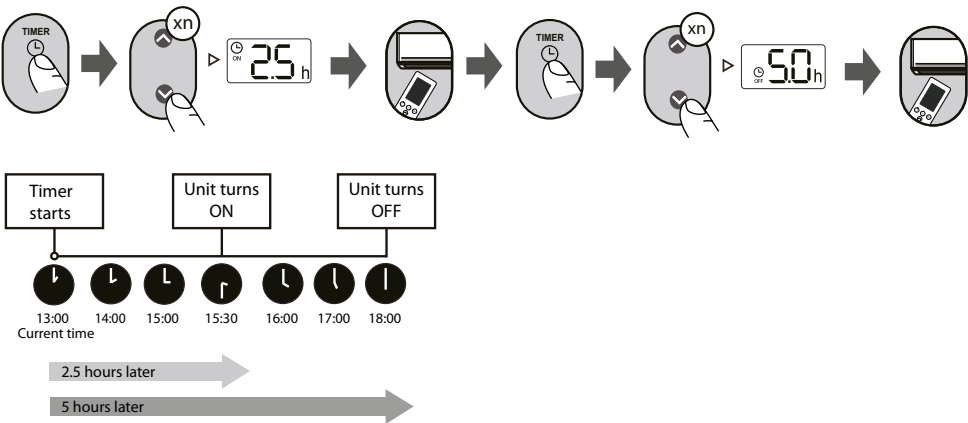 TIMER
xn
ON 2.5 h
TIMER
xn
OFF 5.0 h
Timer
starts
Unit turns
ON
Unit turns
OFF
13:00 14:00 15:00 15:30 16:00 17:00 18:00
Current time
2.5 hours later
5 hours later